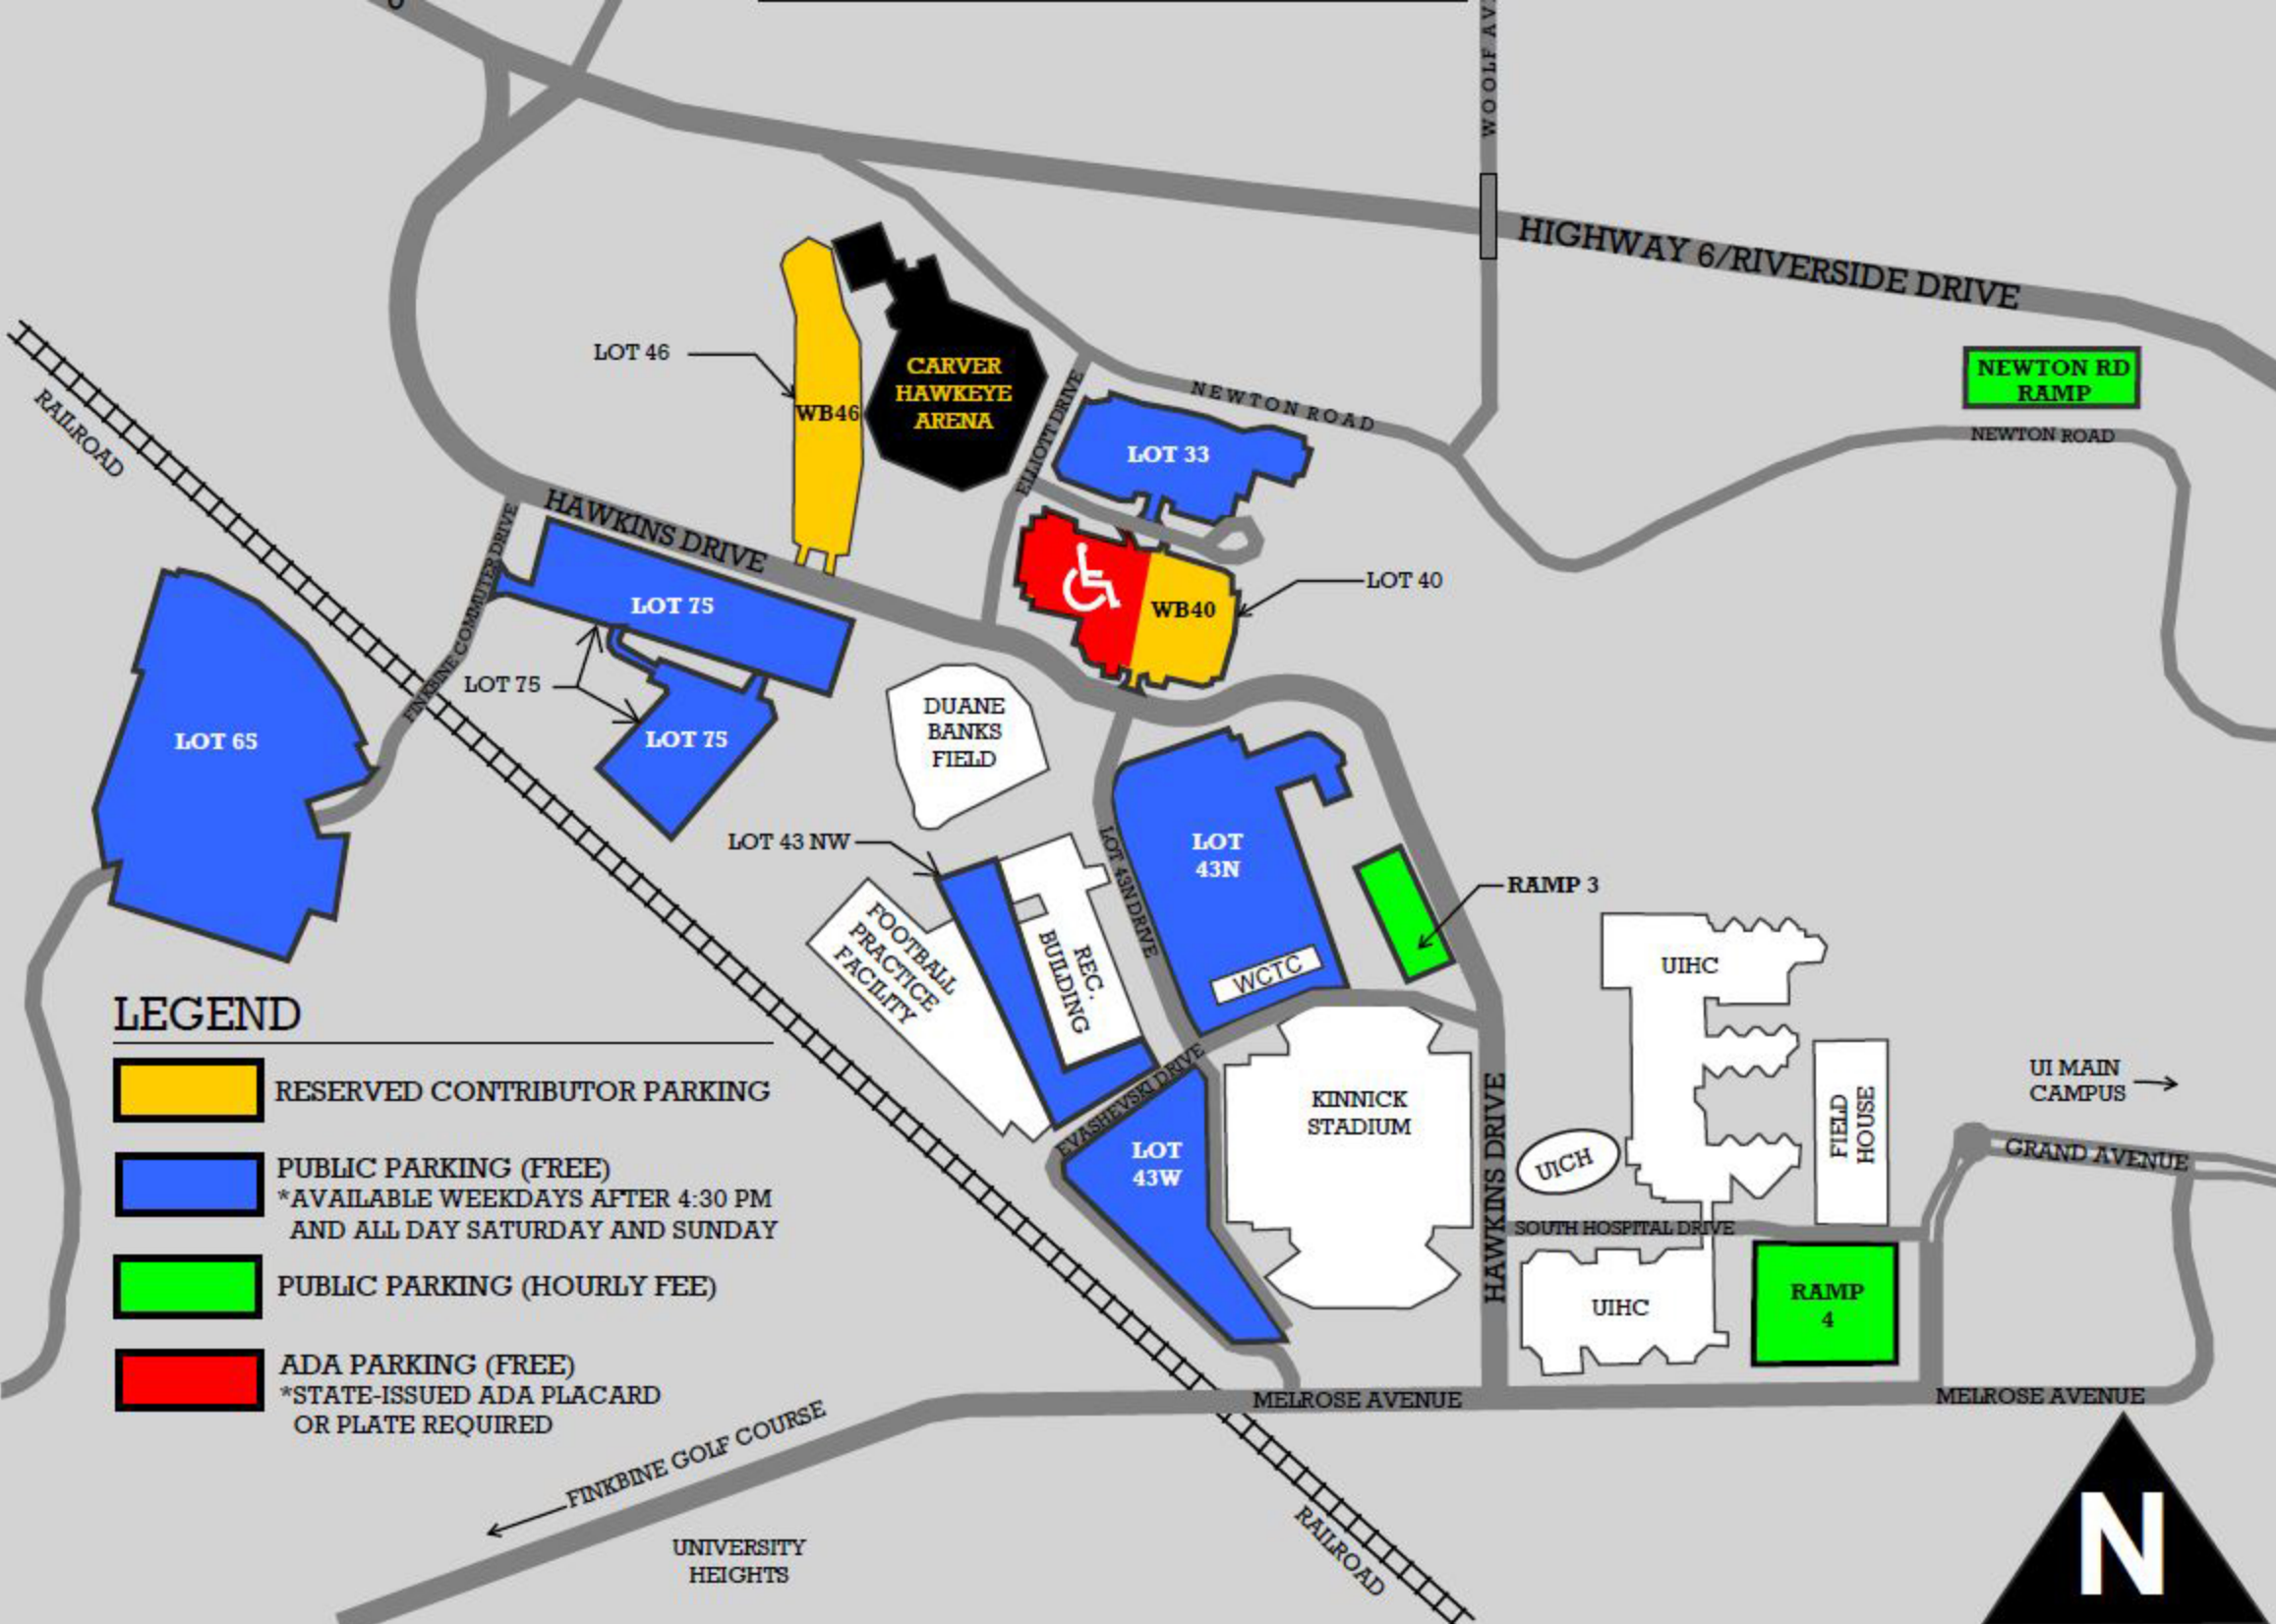 WOOLF AV
HIGHWAY 6/RIVERSIDE DRIVE
NEWTON RD
RAMP
NEWTON ROAD
LOT 46
WB46
CARVER
HAWKEYE
ARENA
ELLIOTT DRIVE
NEWTON ROAD
LOT 33
RAILROAD
HAWKINS DRIVE
FINKBINE COMMUTER DRIVE
LOT 75
LOT 75
LOT 75
WB40
LOT 40
LOT 65
DUANE
BANKS
FIELD
LOT 43 NW
LOT 43N DRIVE
LOT
43N
WCTC
RAMP 3
FOOTBALL
PRACTICE
FACILITY
REC.
BUILDING
EVASHEVSKI DRIVE
LOT
43W
KINNICK
STADIUM
HAWKINS DRIVE
UIHC
UICH
FIELD
HOUSE
UI MAIN
CAMPUS
GRAND AVENUE
SOUTH HOSPITAL DRIVE
UIHC
RAMP
4
MELROSE AVENUE
MELROSE AVENUE
LEGEND
RESERVED CONTRIBUTOR PARKING
PUBLIC PARKING (FREE)
*AVAILABLE WEEKDAYS AFTER 4:30 PM
AND ALL DAY SATURDAY AND SUNDAY
PUBLIC PARKING (HOURLY FEE)
ADA PARKING (FREE)
*STATE-ISSUED ADA PLACARD
OR PLATE REQUIRED
FINKBINE GOLF COURSE
UNIVERSITY
HEIGHTS
RAILROAD
N